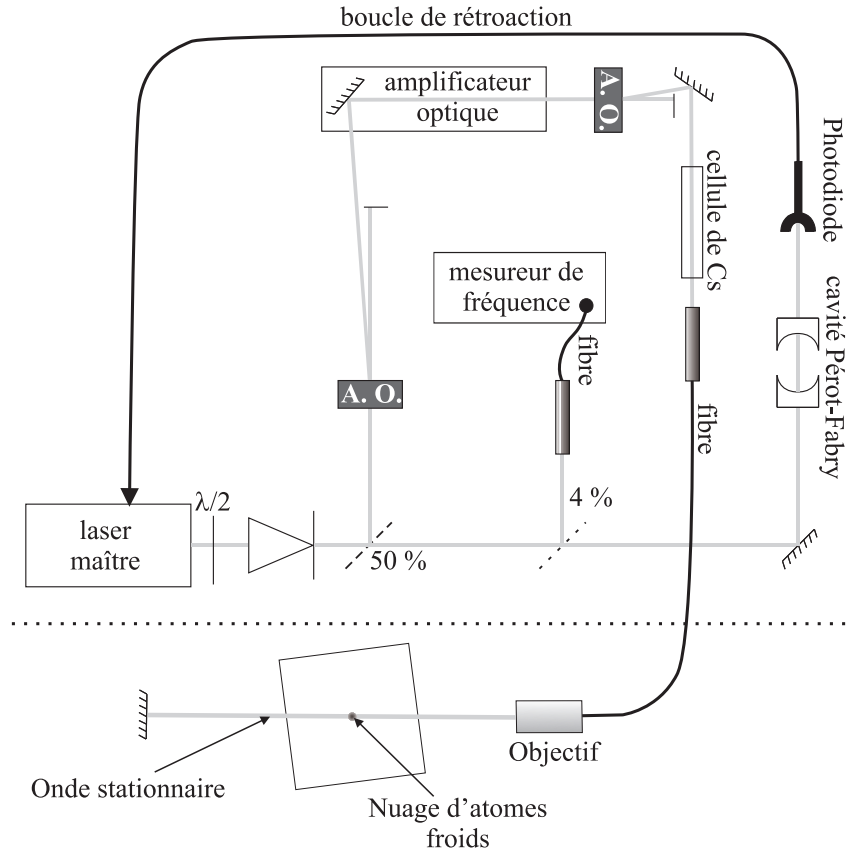 boucle de rétroaction
amplificateur
optique
A. O.
cellule de Cs
Photodiode
mesureur de
fréquence
cavité Pérot-Fabry
fibre
fibre
A. O.
λ/2
4 %
laser
maître
50 %
Objectif
Onde stationnaire
Nuage d'atomes
froids